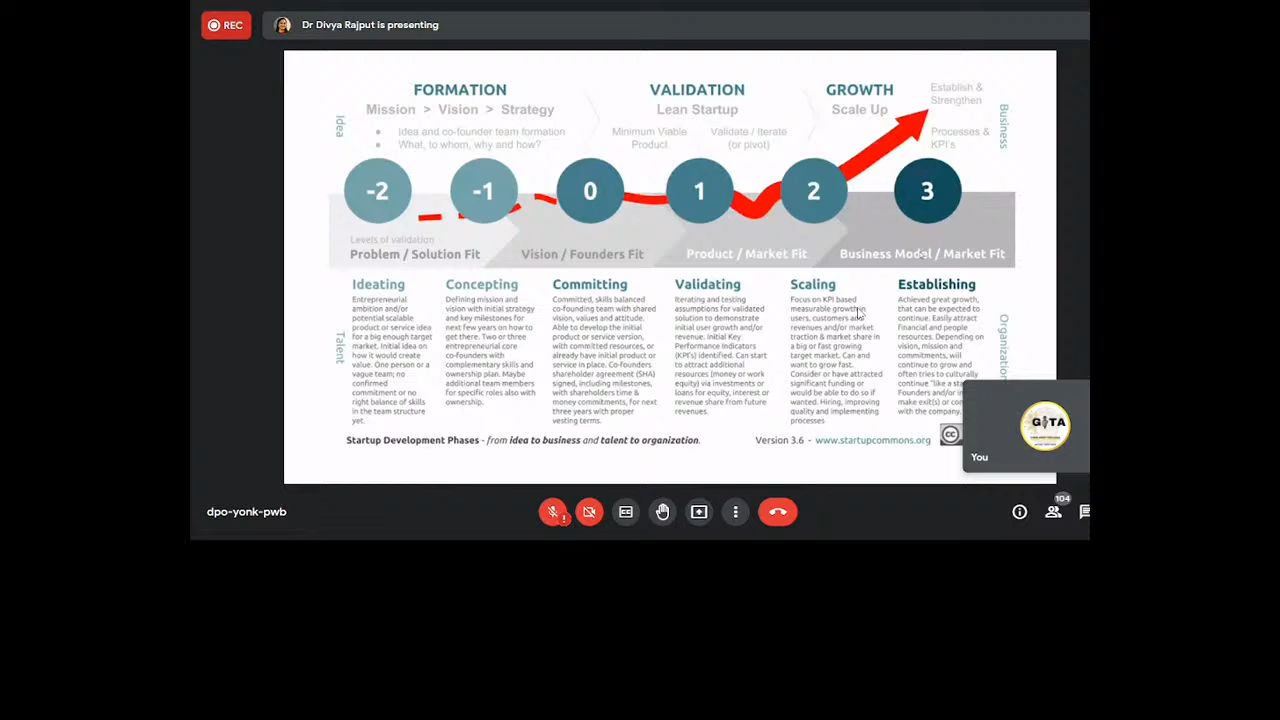 REC
Dr Divya Rajput is presenting
FORMATION
Mission > Vision > Strategy
● Idea and co-founder team formation
● What, to whom, why and how?
VALIDATION
Lean Startup
Minimum Viable
Product
Validate / Iterate
(or pivot)
GROWTH
Scale Up
Establish &
Strengthen
Processes &
KPI's
Idea
Business
-2
-1
0
1
2
3
Levels of validation
Problem / Solution Fit
Vision / Founders Fit
Product / Market Fit
Business Model / Market Fit
Talent
Ideating
Entrepreneurial
ambition and/or
potential scalable
product or service idea
for a big enough target
market. Initial idea on
how it would create
value. One person or a
vague team; no
confirmed
commitment or no
right balance of skills
in the team structure
yet.
Concepting
Defining mission and
vision with initial strategy
and key milestones for
next few years on how to
get there. Two or three
entrepreneurial core
co-founders with
complementary skills and
ownership plan. Maybe
additional team members
for specific roles also with
ownership.
Committing
Committed, skills balanced
co-founding team with shared
vision, values and attitude.
Able to develop the initial
product or service version,
with committed resources, or
already have initial product or
service in place. Co-founders
shareholder agreement (SHA)
signed, including milestones,
with shareholders time &
money commitments, for next
three years with proper
vesting terms.
Validating
Iterating and testing
assumptions for validated
solution to demonstrate
initial user growth and/or
revenue. Initial Key
Performance Indicators
(KPI's) identified. Can start
to attract additional
resources (money or work
equity) via investments or
loans for equity, interest or
revenue share from future
revenues.
Scaling
Focus on KPI based
measurable growth in
users, customers and
revenues and/or market
traction & market share in
a big or fast growing
target market. Can and
want to grow fast.
Consider or have attracted
significant funding or
would be able to do so if
wanted. Hiring, improving
quality and implementing
processes
Establishing
Achieved great growth,
that can be expected to
continue. Easily attract
financial and people
resources. Depending on
vision, mission and
commitments, will
continue to grow and
often tries to culturally
continue "like a
Founders and/or
make exit(s) or
with the company.
Organization
Startup Development Phases - from idea to business and talent to organization.
Version 3.6 - www.startupcommons.org
cc
GITA
You
dpo-yonk-pwb
104